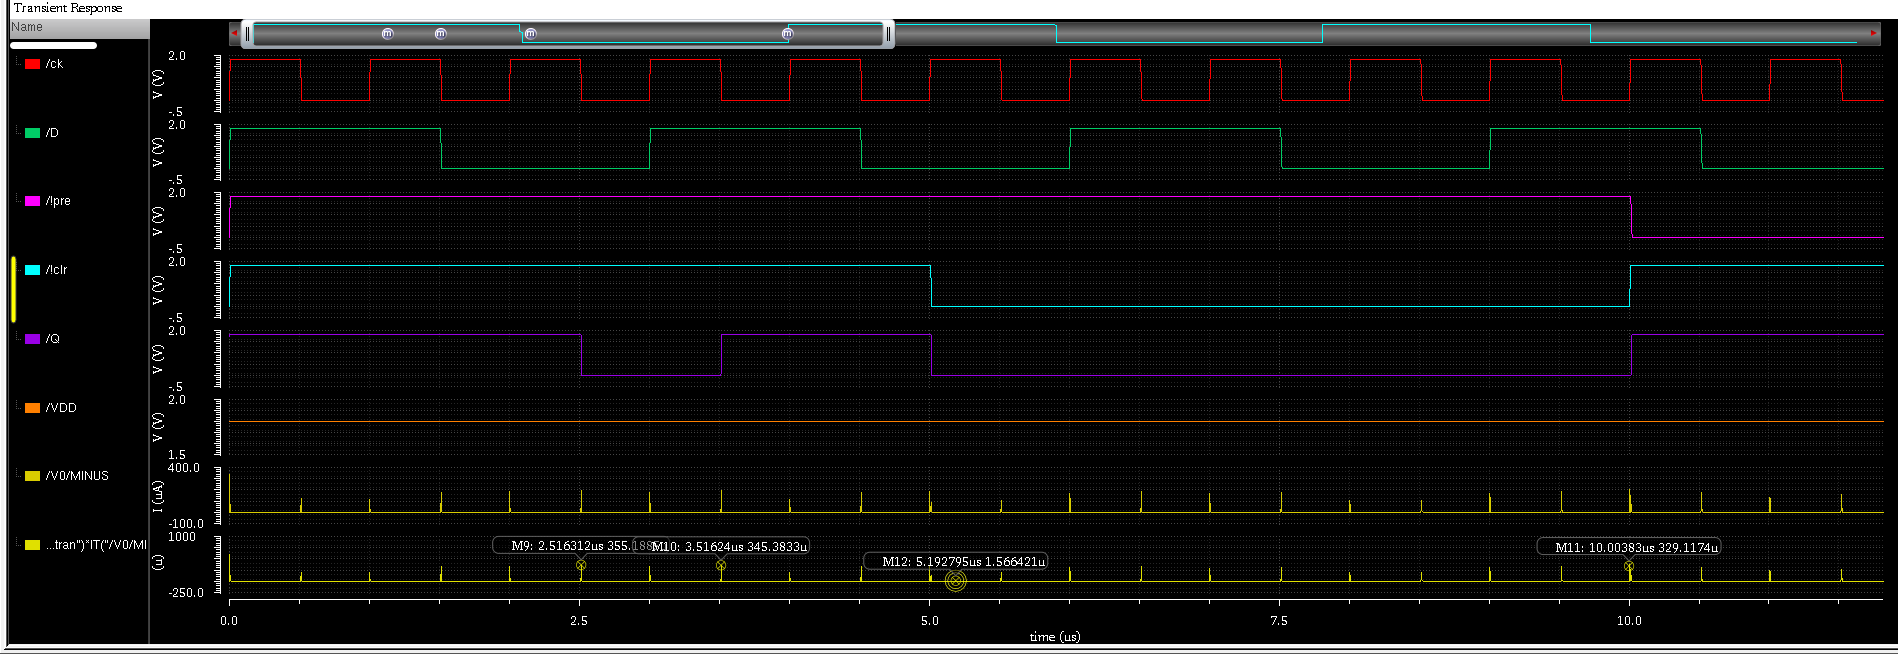 Transient Response
Name
/ck
2.0
V (V)
-.5
/D
2.0
V (V)
-.5
/!pre
2.0
V (V)
-.5
/!clr
2.0
V (V)
-.5
/Q
2.0
V (V)
-.5
/VDD
2.0
V (V)
1.5
/V0/MINUS
400.0
I (uA)
-100.0
...tran")*IT("/V0/MI
1000
(u)
-250.0
M9: 2.516312us 355.188
M10: 3.51624us 345.3833u
M12: 5.192795us 1.566421u
M11: 10.00383us 329.1174u
0.0
2.5
5.0
7.5
10.0
time (us)